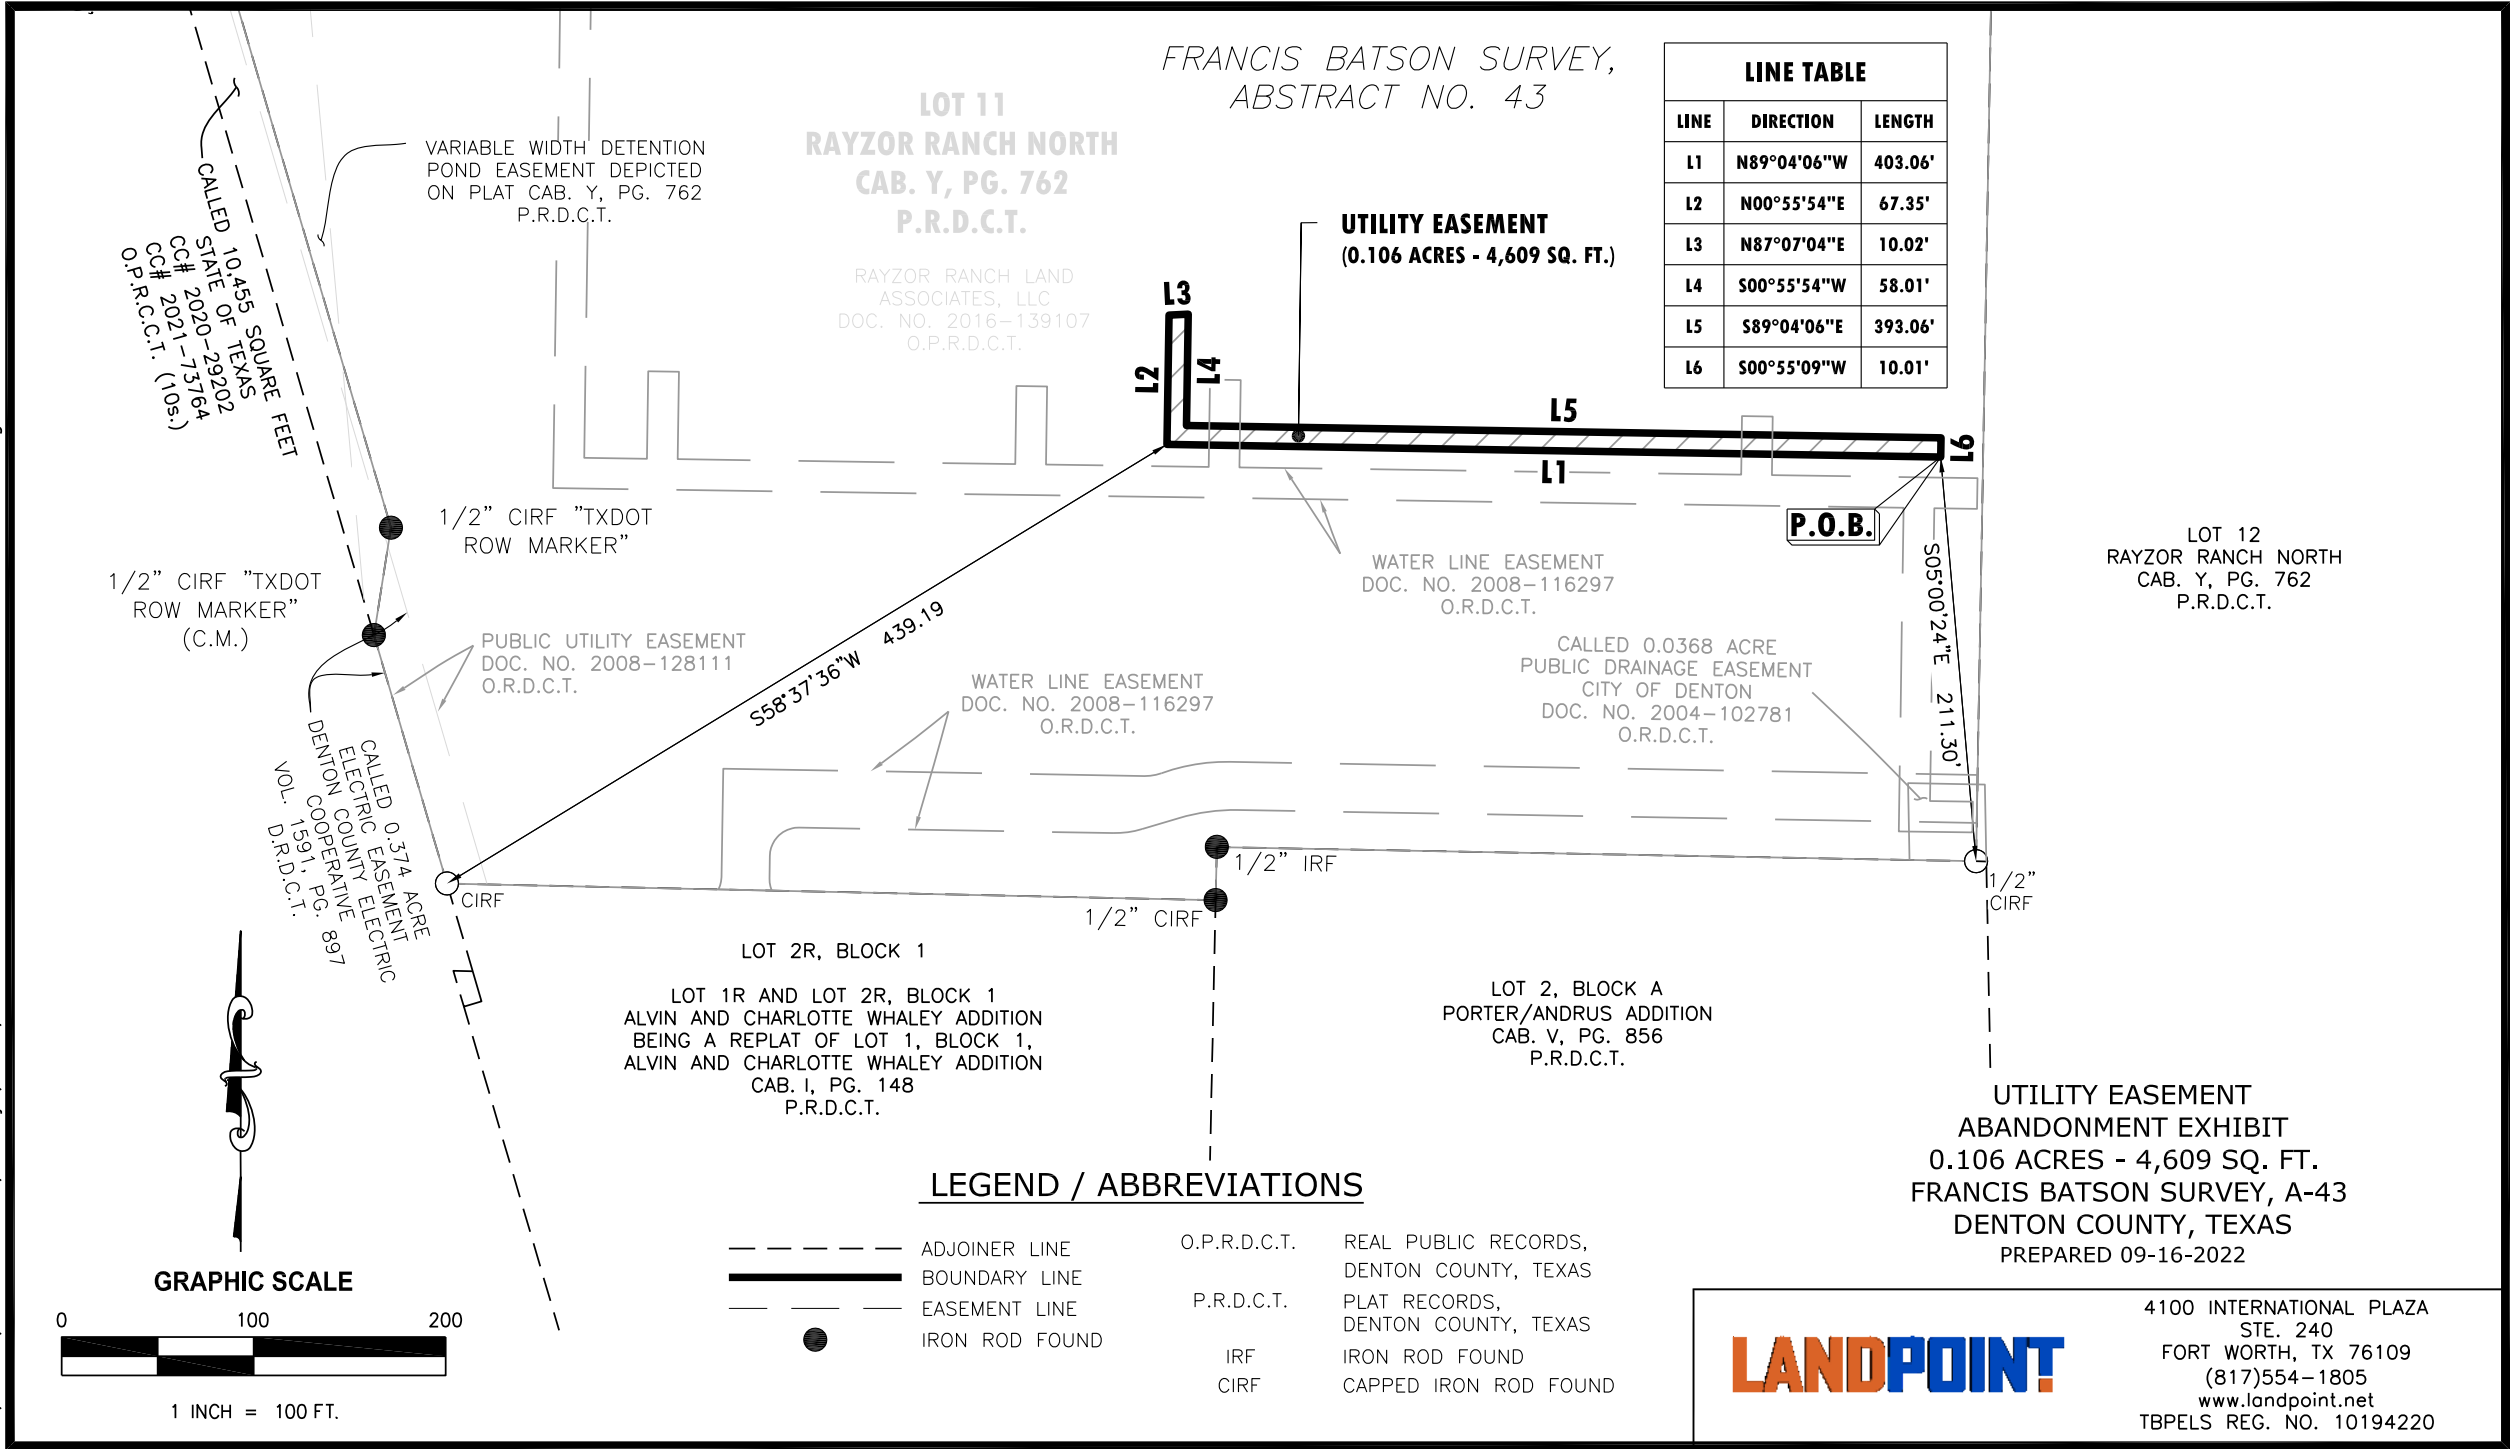 FRANCIS BATSON SURVEY,
ABSTRACT NO. 43
LINE TABLE
LINE DIRECTION LENGTH
L1 N89°04'06"W 403.06'
L2 N00°55'54"E 67.35'
L3 N87°07'04"E 10.02'
L4 S00°55'54"W 58.01'
L5 S89°04'06"E 393.06'
L6 S00°55'09"W 10.01'
LOT 11
RAYZOR RANCH NORTH
CAB. Y, PG. 762
P.R.D.C.T.
RAYZOR RANCH LAND
ASSOCIATES, LLC
DOC. NO. 2016-139107
O.P.R.D.C.T.
VARIABLE WIDTH DETENTION
POND EASEMENT DEPICTED
ON PLAT CAB. Y, PG. 762
P.R.D.C.T.
CALLED 10,455 SQUARE FEET
STATE OF TEXAS
CC# 2020-29202
CC# 2021-73764
O.P.R.C.C.T. (10s.)
UTILITY EASEMENT
(0.106 ACRES - 4,609 SQ. FT.)
L3
L2
L4
L5
L1
L6
P.O.B.
1/2" CIRF "TXDOT
ROW MARKER"
1/2" CIRF "TXDOT
ROW MARKER"
(C.M.)
PUBLIC UTILITY EASEMENT
DOC. NO. 2008-128111
O.R.D.C.T.
S58°37'36"W 439.19
WATER LINE EASEMENT
DOC. NO. 2008-116297
O.R.D.C.T.
WATER LINE EASEMENT
DOC. NO. 2008-116297
O.R.D.C.T.
CALLED 0.0368 ACRE
PUBLIC DRAINAGE EASEMENT
CITY OF DENTON
DOC. NO. 2004-102781
O.R.D.C.T.
S05°00'24"E 211.30'
LOT 12
RAYZOR RANCH NORTH
CAB. Y, PG. 762
P.R.D.C.T.
CALLED 0.374 ACRE
ELECTRIC EASEMENT
DENTON COUNTY ELECTRIC
COOPERATIVE
VOL. 1591, PG. 897
D.R.D.C.T.
CIRF
1/2" IRF
1/2" CIRF
1/2"
CIRF
LOT 2R, BLOCK 1
LOT 1R AND LOT 2R, BLOCK 1
ALVIN AND CHARLOTTE WHALEY ADDITION
BEING A REPLAT OF LOT 1, BLOCK 1,
ALVIN AND CHARLOTTE WHALEY ADDITION
CAB. I, PG. 148
P.R.D.C.T.
LOT 2, BLOCK A
PORTER/ANDRUS ADDITION
CAB. V, PG. 856
P.R.D.C.T.
GRAPHIC SCALE
0 100 200
1 INCH = 100 FT.
LEGEND / ABBREVIATIONS
ADJOINER LINE
BOUNDARY LINE
EASEMENT LINE
IRON ROD FOUND
O.P.R.D.C.T. REAL PUBLIC RECORDS,
DENTON COUNTY, TEXAS
P.R.D.C.T. PLAT RECORDS,
DENTON COUNTY, TEXAS
IRF IRON ROD FOUND
CIRF CAPPED IRON ROD FOUND
UTILITY EASEMENT
ABANDONMENT EXHIBIT
0.106 ACRES - 4,609 SQ. FT.
FRANCIS BATSON SURVEY, A-43
DENTON COUNTY, TEXAS
PREPARED 09-16-2022
LANDPOINT
4100 INTERNATIONAL PLAZA
STE. 240
FORT WORTH, TX 76109
(817)554-1805
www.landpoint.net
TBPELS REG. NO. 10194220